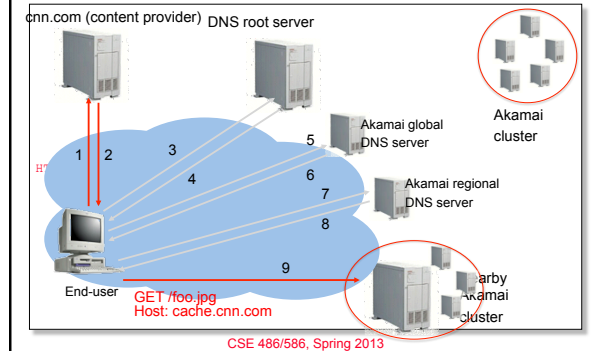 cnn.com (content provider)
DNS root server
Akamai
cluster
1
2
3
4
5
Akamai global
DNS server
6
7
Akamai regional
DNS server
8
9
End-user
GET /foo.jpg
Host: cache.cnn.com
Akamai
cluster
CSE 486/586, Spring 2013